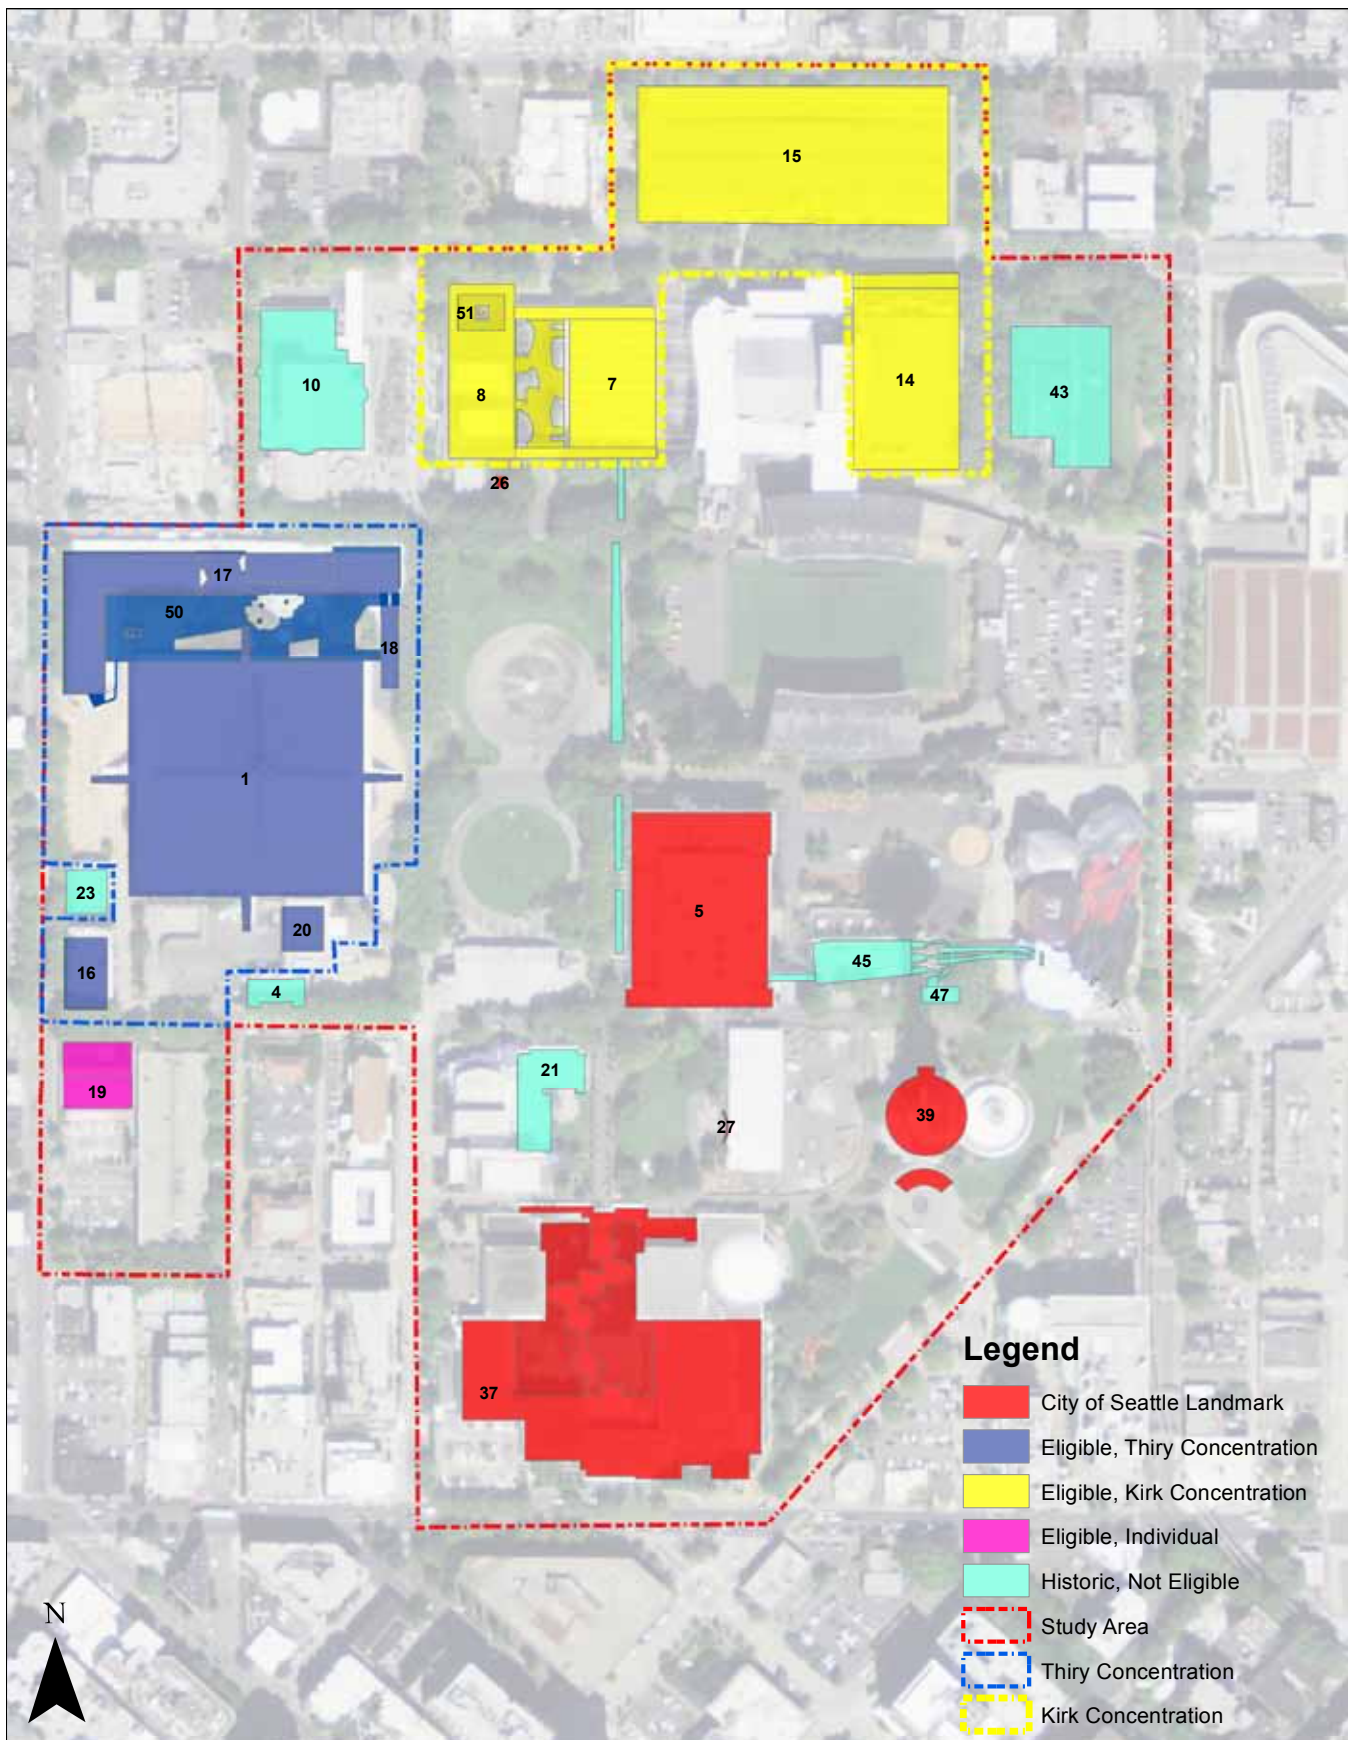 15
51
10
8
7
14
43
26
17
50
18
1
23
5
20
45
16
4
47
21
19
39
27
37
Legend
City of Seattle Landmark
Eligible, Thiry Concentration
Eligible, Kirk Concentration
Eligible, Individual
Historic, Not Eligible
Study Area
Thiry Concentration
Kirk Concentration
N